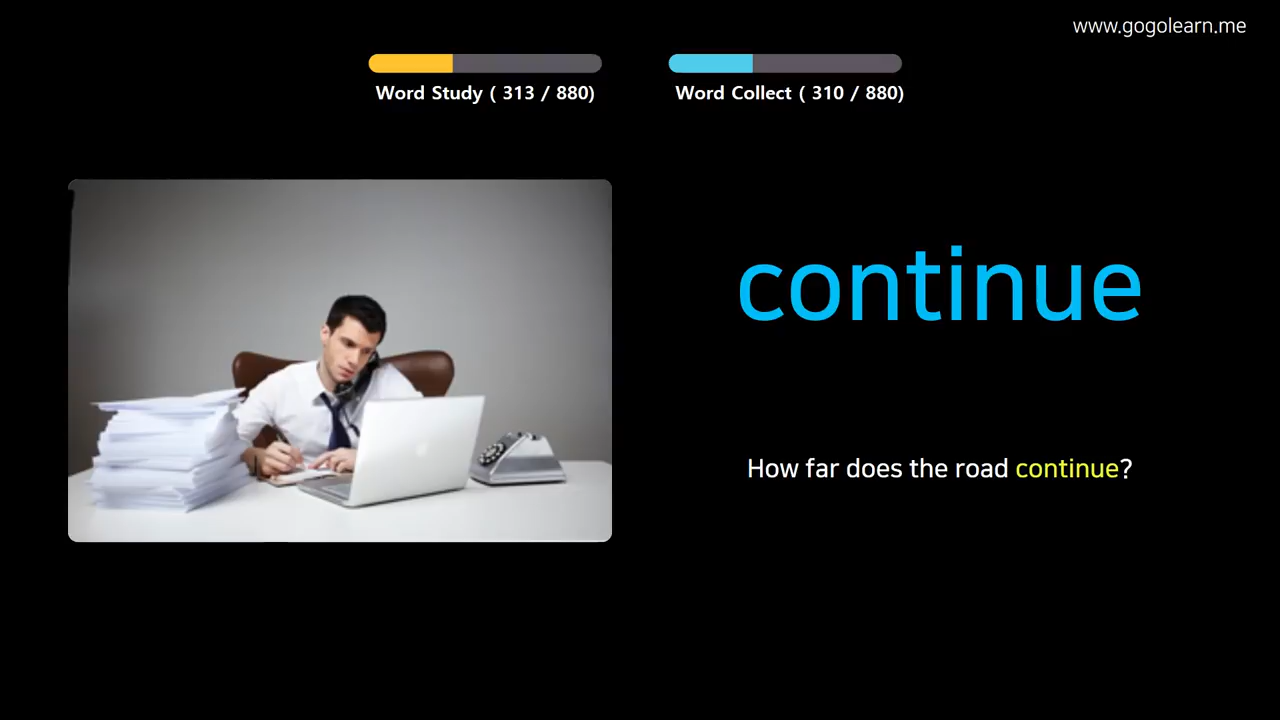 www.gogolearn.me
Word Study ( 313 / 880)
Word Collect ( 310 / 880)
continue
How far does the road continue?